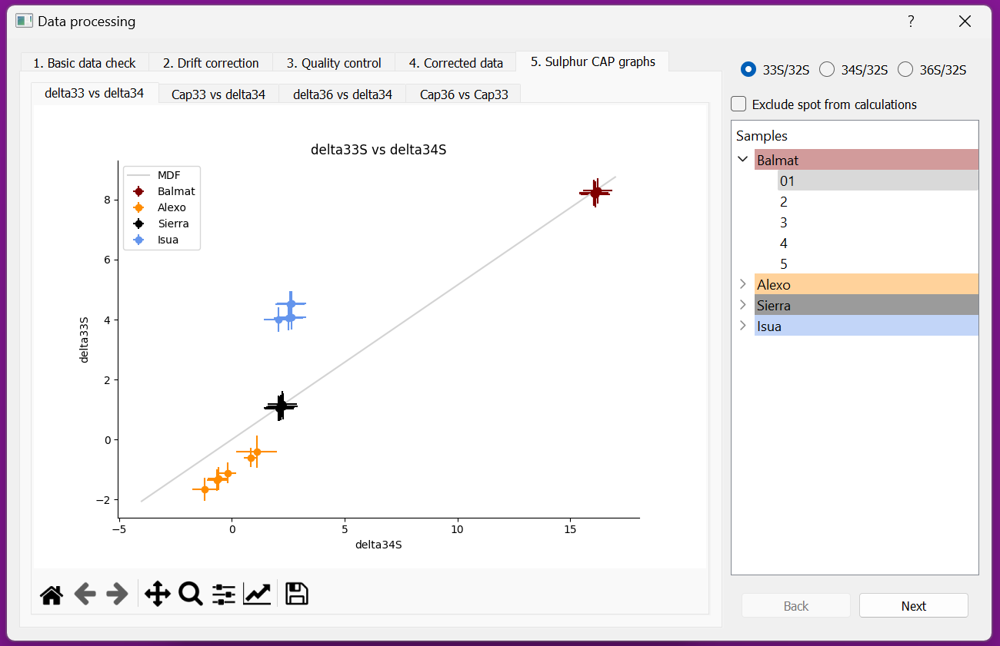 Data processing
?
1. Basic data check 2. Drift correction 3. Quality control 4. Corrected data 5. Sulphur CAP graphs
delta33 vs delta34 Cap33 vs delta34 delta36 vs delta34 Cap36 vs Cap33
delta33S vs delta34S
MDF
Balmat
Alexo
Sierra
Isua
8
6
4
2
0
−2
delta33S
−5 0 5 10 15
delta34S
33S/32S 34S/32S 36S/32S
Exclude spot from calculations
Samples
Balmat
01
2
3
4
5
Alexo
Sierra
Isua
Back Next